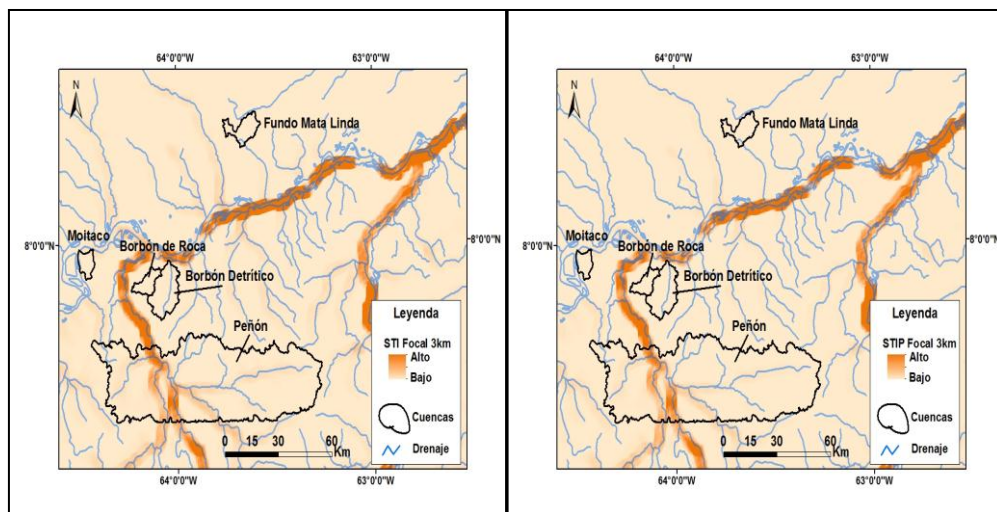 64°0'0"W 63°0'0"W
N
Fundo Mata Linda
Moitaco
8°0'0"N
8°0'0"N
Borbón de Roca
Borbón Detrítico
Peñón
Leyenda
STI Focal 3km
Alto
Bajo
Cuencas
Drenaje
0 15 30 60
Km
64°0'0"W 63°0'0"W
64°0'0"W 63°0'0"W
N
Fundo Mata Linda
Moitaco
8°0'0"N
8°0'0"N
Borbón de Roca
Borbón Detrítico
Peñón
Leyenda
STIP Focal 3km
Alto
Bajo
Cuencas
Drenaje
0 15 30 60
Km
64°0'0"W 63°0'0"W